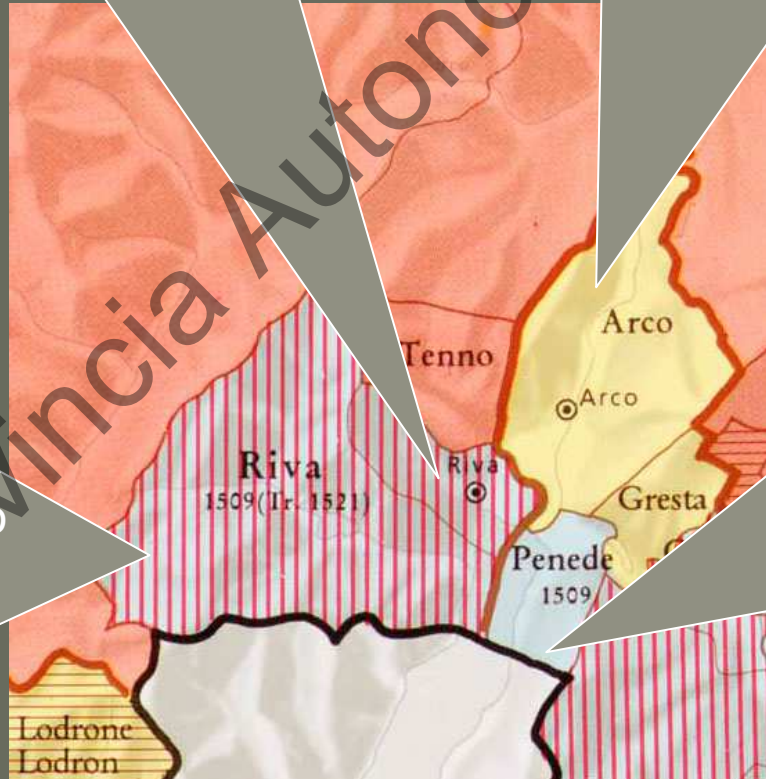 vincia Autono
Tenno
Arco
Arco
Riva
1509(Tr. 1521)
Riva
Gresta
Penede
1509
Lodrone
Lodron